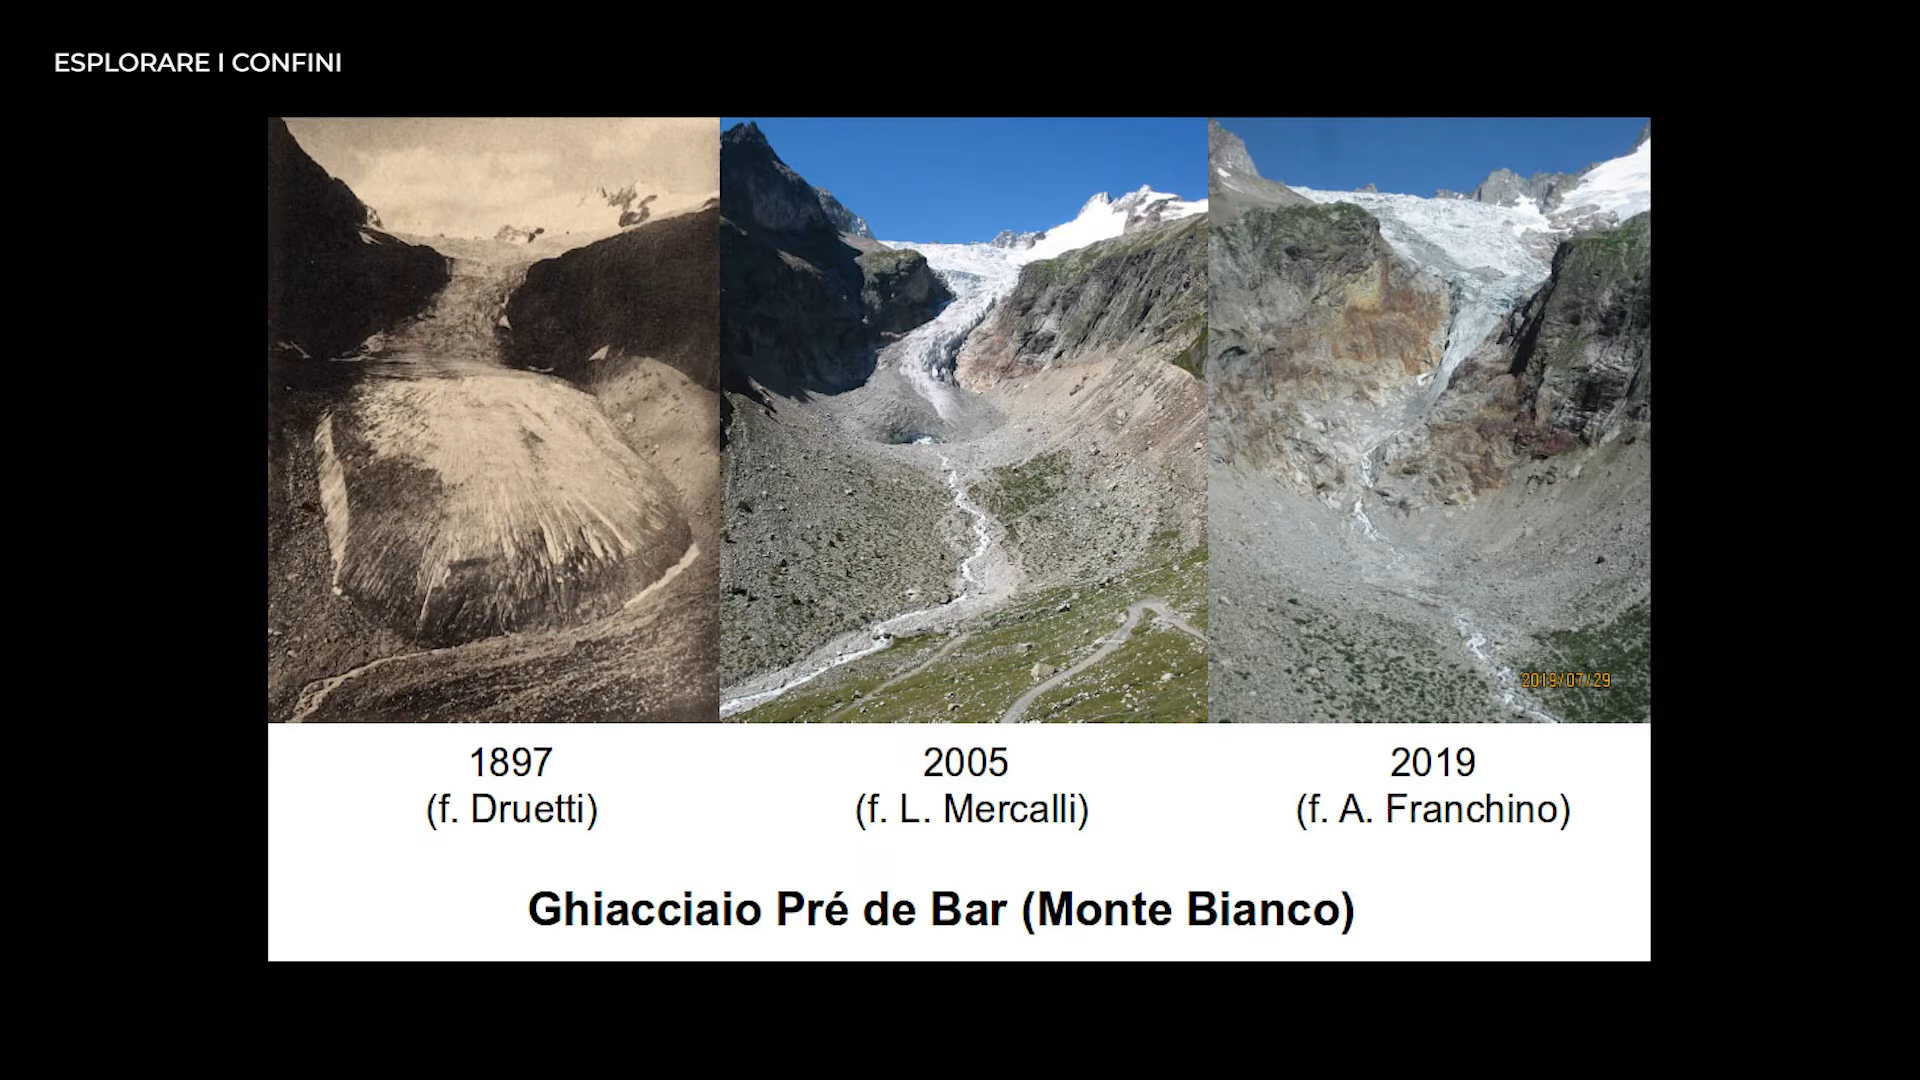 ESPLORARE I CONFINI
2019/07/29
1897
(f. Druetti)
2005
(f. L. Mercalli)
2019
(f. A. Franchino)
Ghiacciaio Pré de Bar (Monte Bianco)